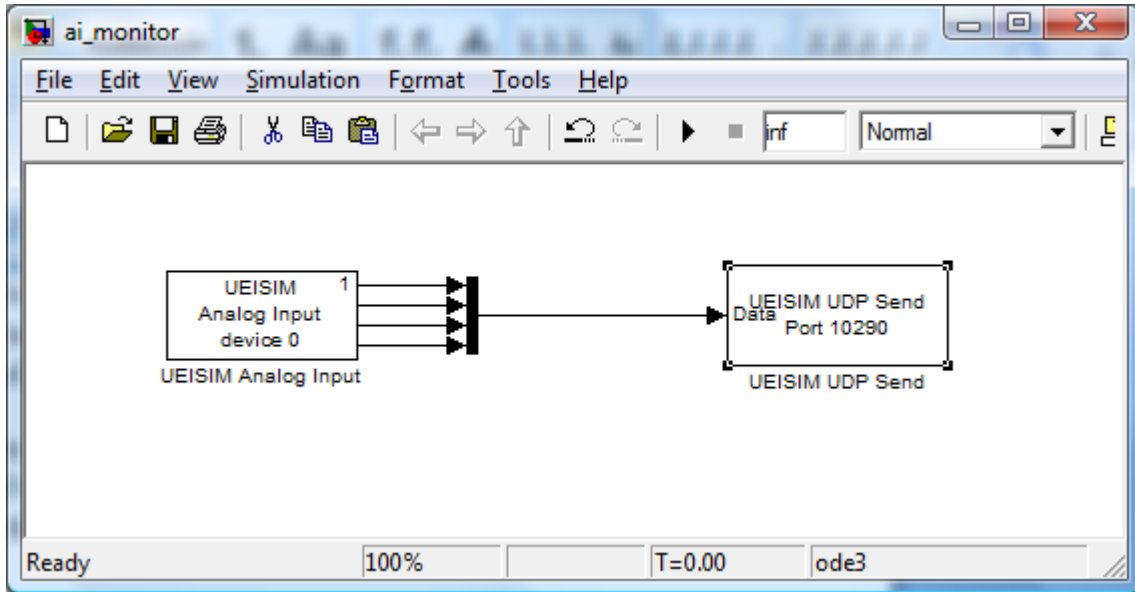 ai_monitor
File Edit View Simulation Format Tools Help
inf Normal
UEISIM 1
Analog Input
device 0
UEISIM Analog Input
Data
UEISIM UDP Send
Port 10290
UEISIM UDP Send
Ready 100% T=0.00 ode3